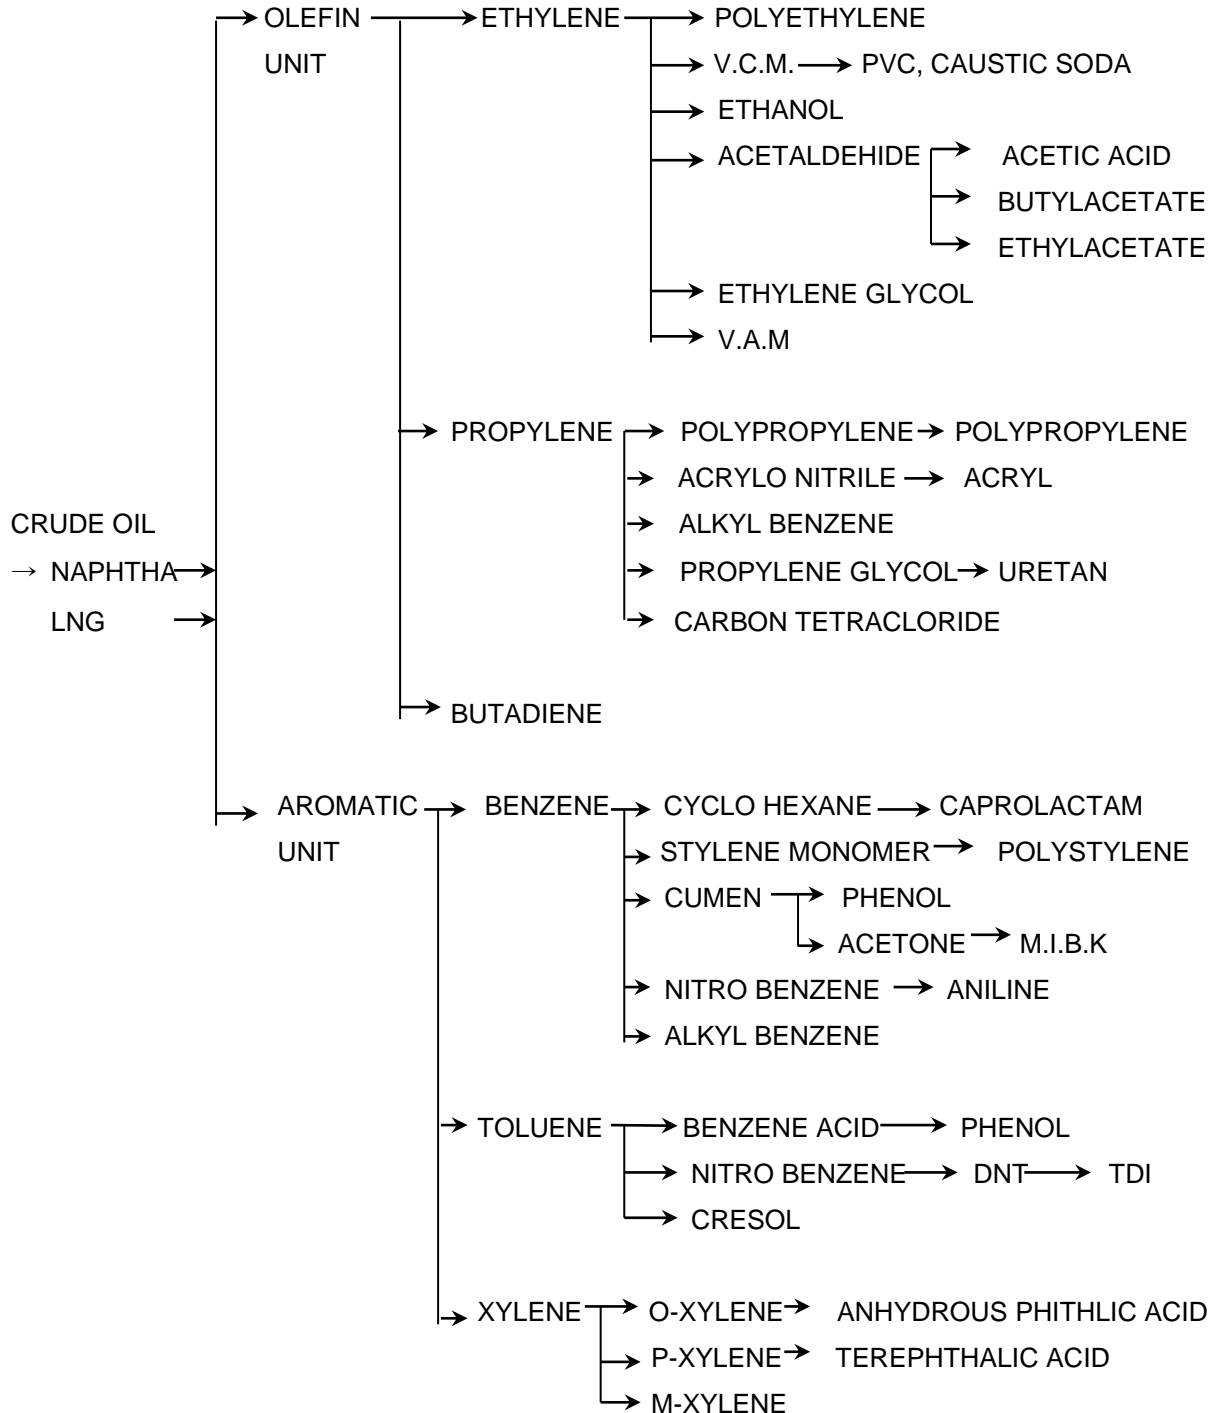 OLEFIN → ETHYLENE → POLYETHYLENE
UNIT → V.C.M. → PVC, CAUSTIC SODA
→ ETHANOL
→ ACETALDEHIDE → ACETIC ACID
→ BUTYLACETATE
→ ETHYLACETATE
→ ETHYLENE GLYCOL
→ V.A.M
→ PROPYLENE → POLYPROPYLENE → POLYPROPYLENE
→ ACRYLO NITRILE → ACRYL
CRUDE OIL → ALKYL BENZENE
→ NAPHTHA → PROPYLENE GLYCOL → URETAN
LNG → CARBON TETRACLORIDE
→ BUTADIENE
→ AROMATIC → BENZENE → CYCLO HEXANE → CAPROLACTAM
UNIT → STYLENE MONOMER → POLYSTYLENE
→ CUMEN → PHENOL
→ ACETONE → M.I.B.K
→ NITRO BENZENE → ANILINE
→ ALKYL BENZENE
→ TOLUENE → BENZENE ACID → PHENOL
→ NITRO BENZENE → DNT → TDI
→ CRESOL
→ XYLENE → O-XYLENE → ANHYDROUS PHITHLIC ACID
→ P-XYLENE → TEREPHTHALIC ACID
→ M-XYLENE